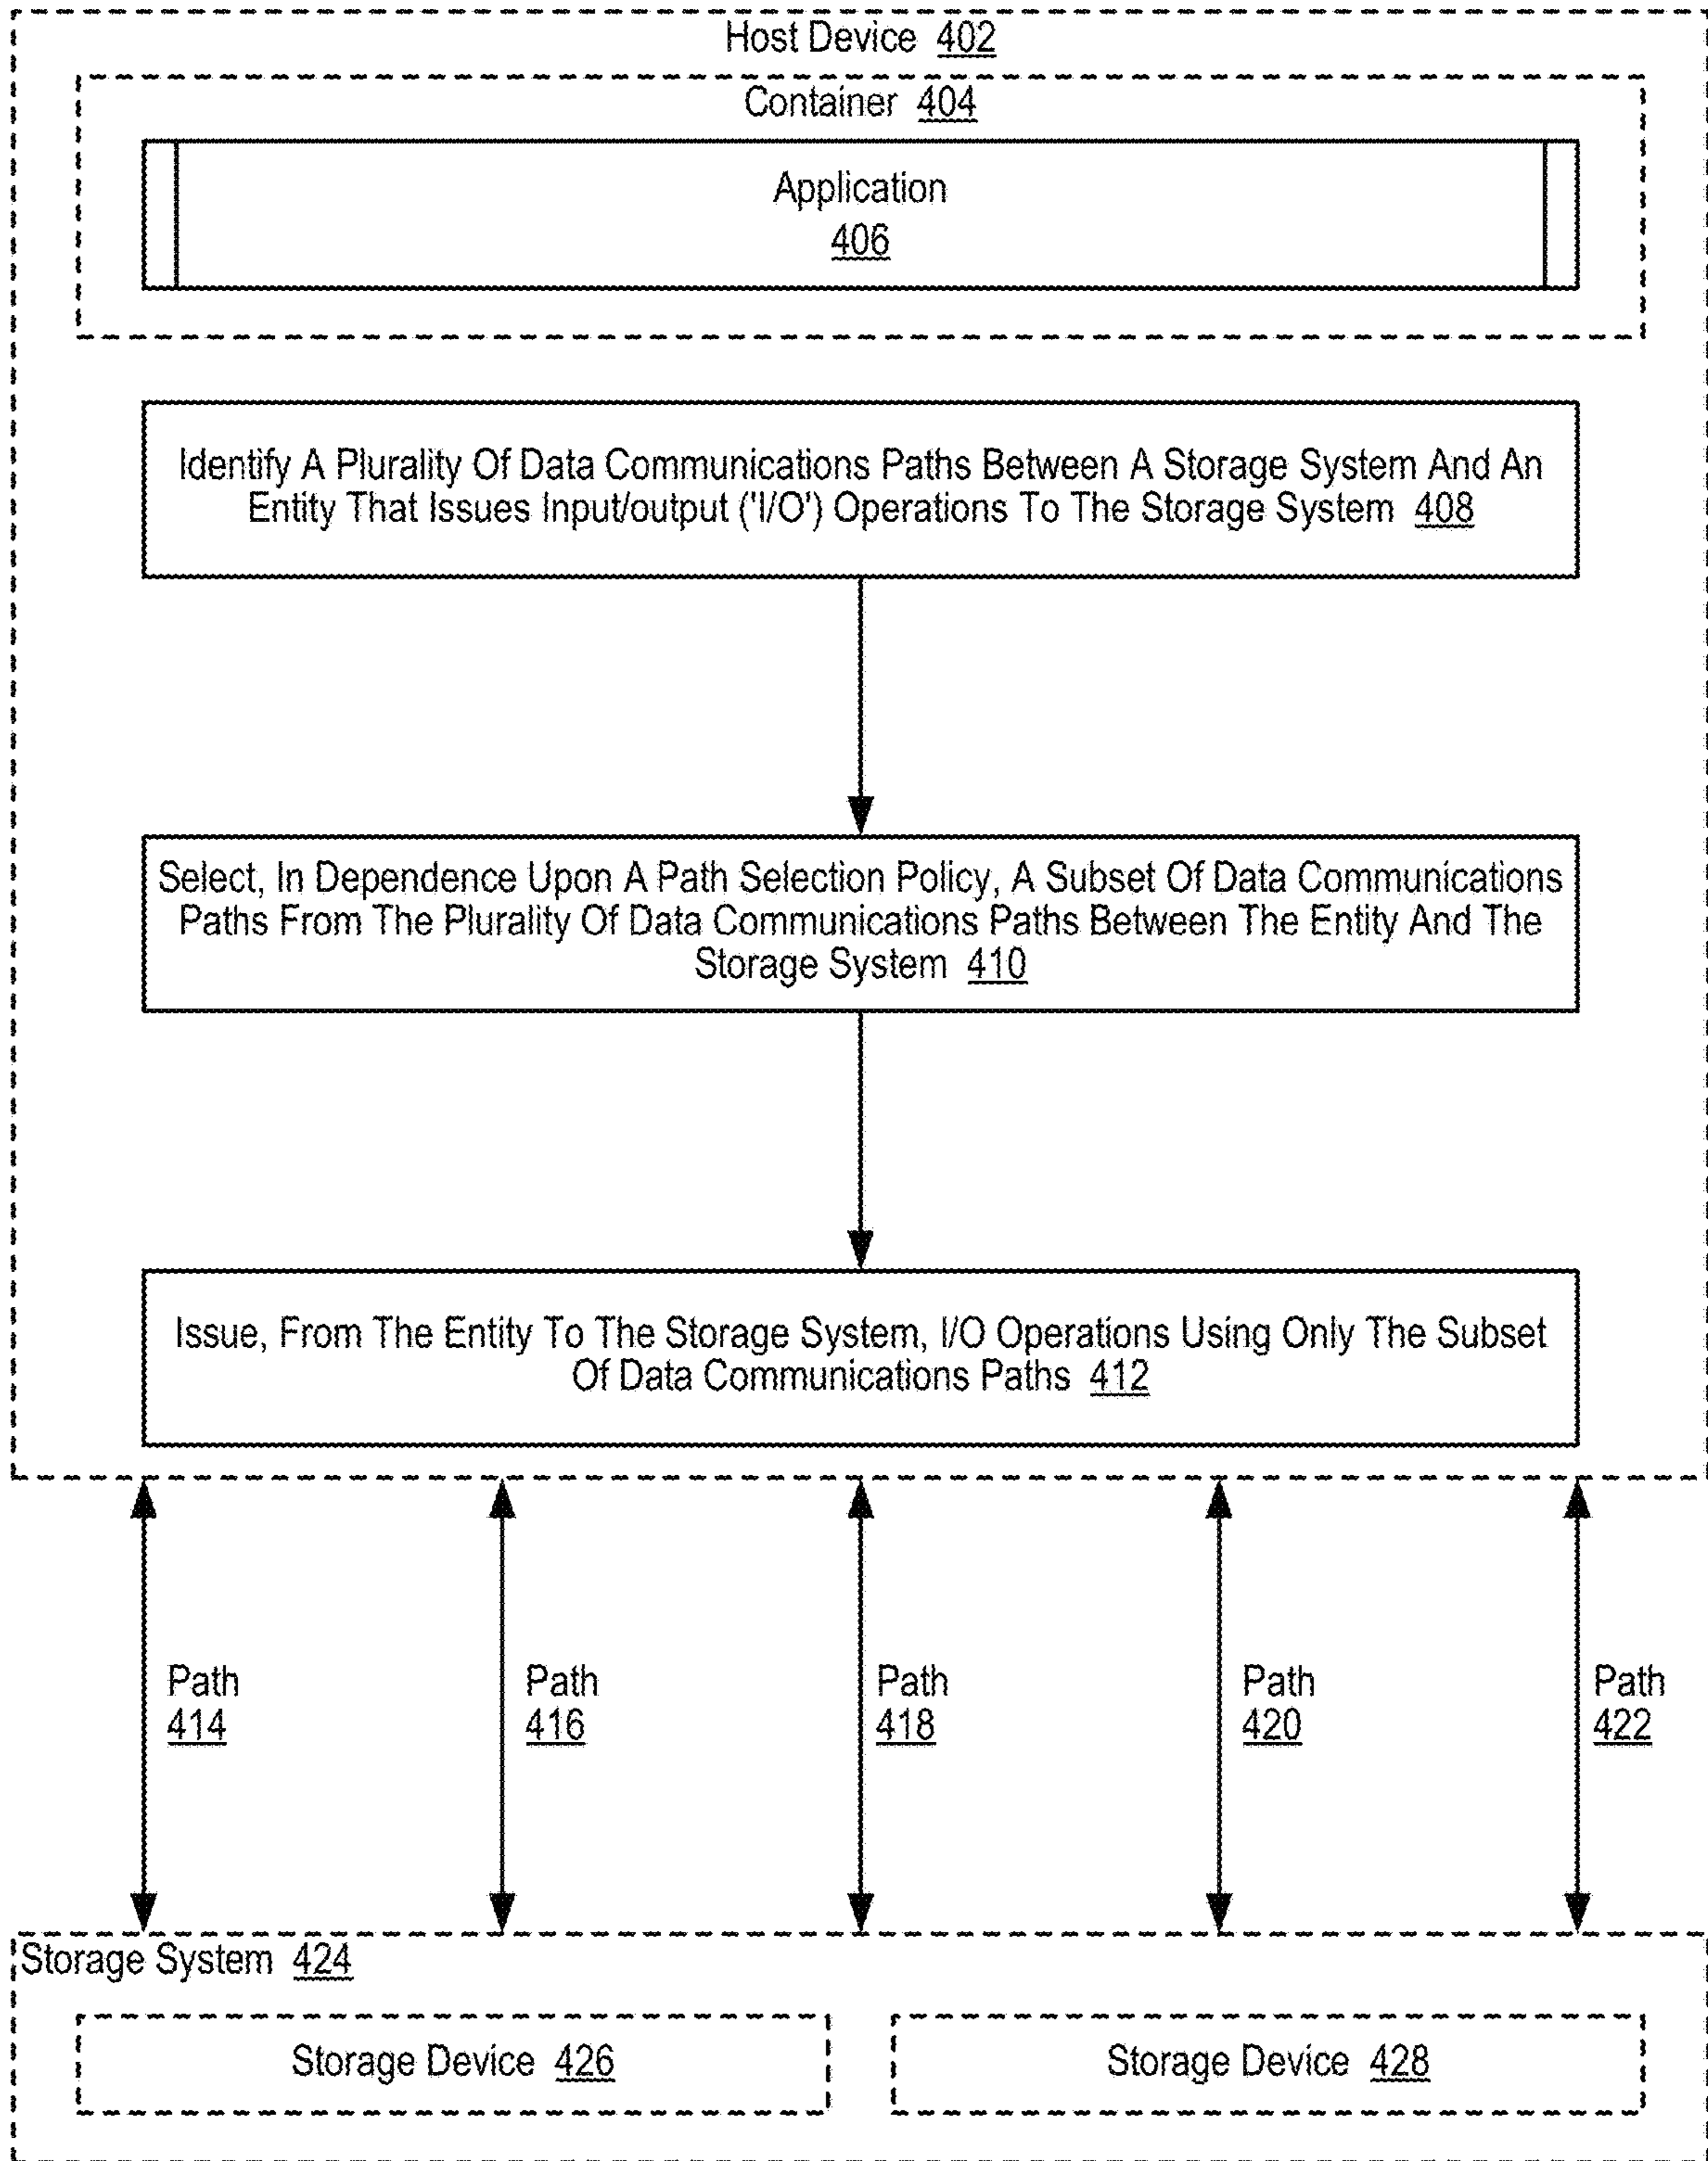 Host Device 402
Container 404
Application
406
Identify A Plurality Of Data Communications Paths Between A Storage System And An
Entity That Issues Input/output ('I/O') Operations To The Storage System 408
Select, In Dependence Upon A Path Selection Policy, A Subset Of Data Communications
Paths From The Plurality Of Data Communications Paths Between The Entity And The
Storage System 410
Issue, From The Entity To The Storage System, I/O Operations Using Only The Subset
Of Data Communications Paths 412
Path
414
Path
416
Path
418
Path
420
Path
422
Storage System 424
Storage Device 426
Storage Device 428